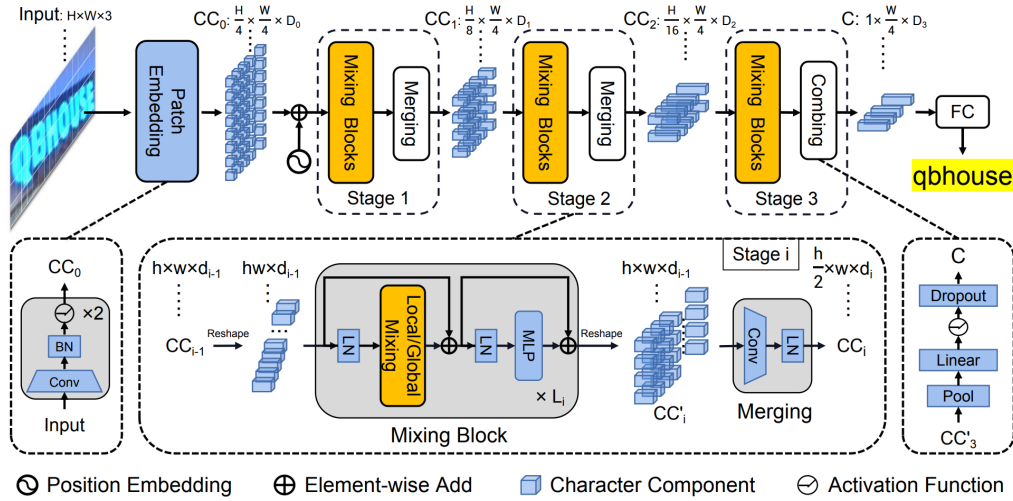 Input: H×W×3
CC₀: H/4 × W/4 × D₀
CC₁: H/8 × W/4 × D₁
CC₂: H/16 × W/4 × D₂
C: 1 × W/4 × D₃
QBHOUSE
Patch Embedding
Mixing Blocks
Merging
Stage 1
Mixing Blocks
Merging
Stage 2
Mixing Blocks
Combing
Stage 3
FC
qbhouse
CC₀
×2
BN
Conv
Input
Stage i
h×w×dᵢ₋₁
hw×dᵢ₋₁
h×w×dᵢ₋₁
h/2 ×w×dᵢ
CCᵢ₋₁
Reshape
LN
Local/Global Mixing
LN
MLP
× Lᵢ
Mixing Block
Reshape
CC'ᵢ
Conv
LN
Merging
CCᵢ
C
Dropout
Linear
Pool
CC'₃
Position Embedding
Element-wise Add
Character Component
Activation Function